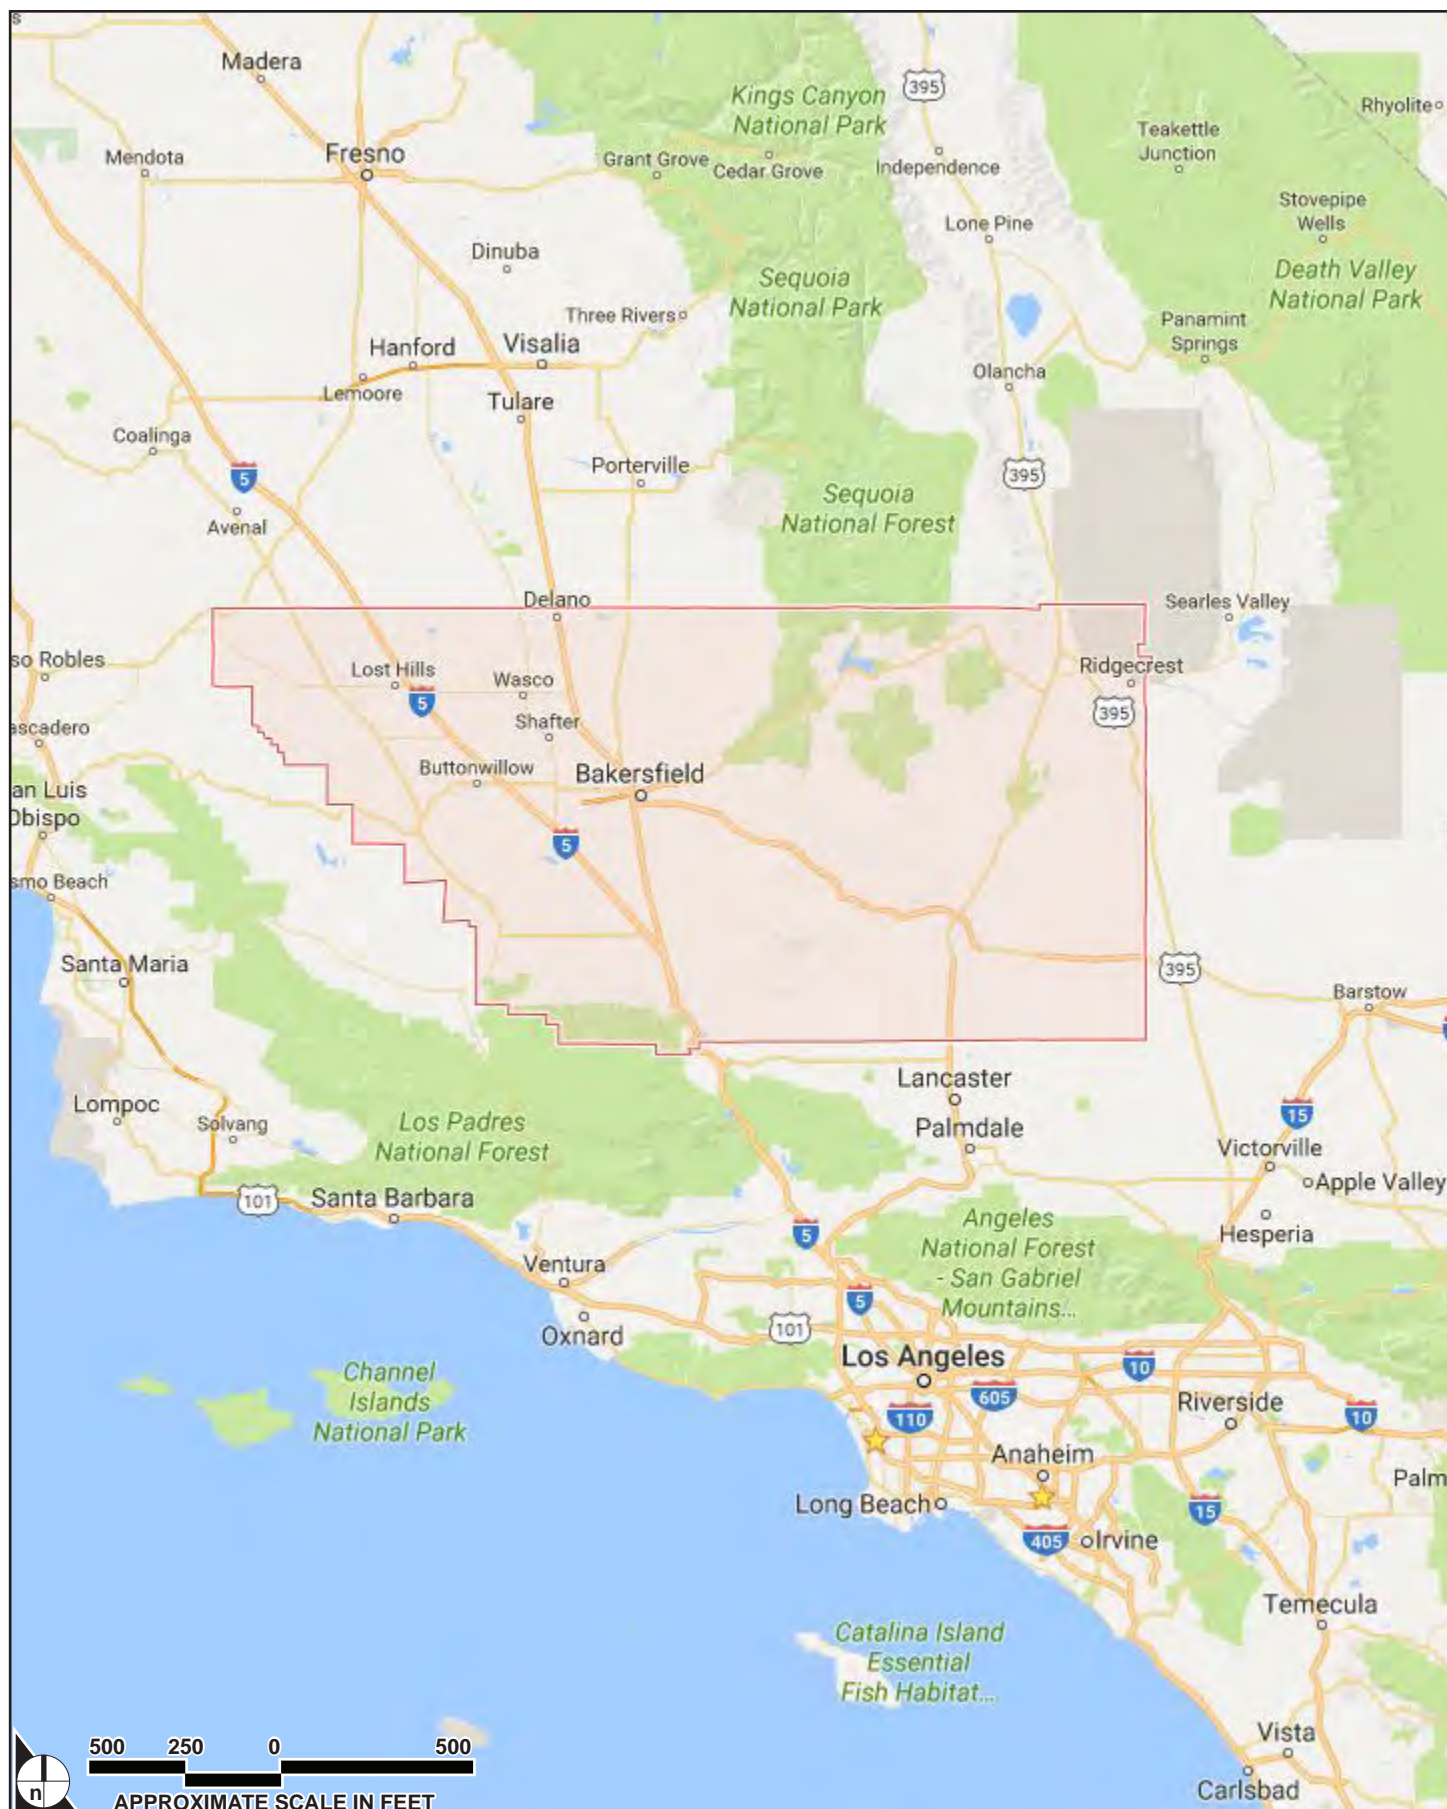 s
Madera
Kings Canyon
National Park
395
Rhyolite
Teakettle
Junction
Mendota
Fresno
Grant Grove
Cedar Grove
Independence
Stovepipe
Wells
Lone Pine
Dinuba
Sequoia
National Park
Death Valley
National Park
Three Rivers
Panamint
Springs
Hanford
Visalia
Olancha
Lemoore
Tulare
Coalinga
Porterville
5
395
Sequoia
National Forest
Avenal
Delano
Searles Valley
so Robles
Lost Hills
Wasco
Ridgecrest
5
395
Shafter
ascadero
Buttonwillow
Bakersfield
an Luis
Obispo
5
smo Beach
Santa Maria
395
Barstow
Lancaster
Lompoc
Solvang
Los Padres
National Forest
Palmdale
15
Victorville
Apple Valley
101
Santa Barbara
Angeles
National Forest
- San Gabriel
Mountains...
5
Hesperia
Ventura
5
Oxnard
101
Los Angeles
10
Channel
Islands
National Park
605
110
Riverside
10
Anaheim
Palm
Long Beach
15
405
Irvine
Temecula
Catalina Island
Essential
Fish Habitat...
Vista
Carlsbad
500 250 0 500
n
APPROXIMATE SCALE IN FEET